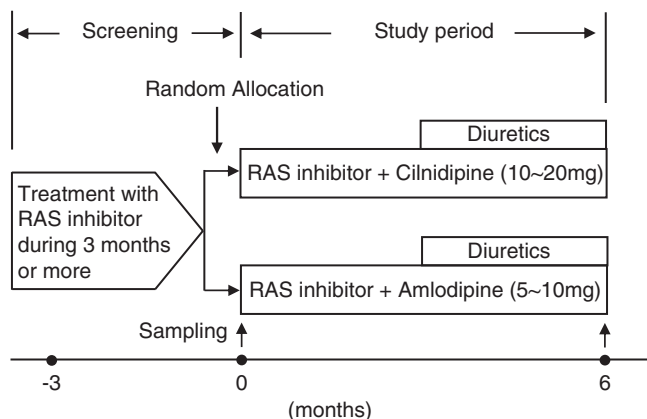 Screening
Study period
Random Allocation
Diuretics
RAS inhibitor + Cilnidipine (10~20mg)
Treatment with
RAS inhibitor
during 3 months
or more
Diuretics
RAS inhibitor + Amlodipine (5~10mg)
Sampling
-3
0
6
(months)